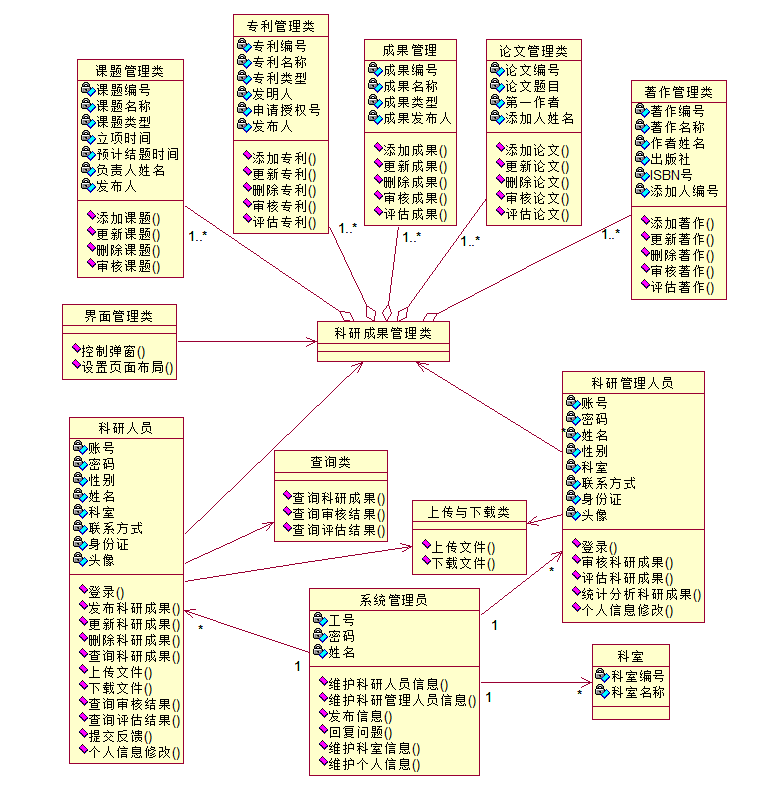 课题管理类
课题编号
课题名称
课题类型
立项时间
预计结题时间
负责人姓名
发布人
添加课题()
更新课题()
删除课题()
审核课题()
专利管理类
专利编号
专利名称
专利类型
发明人
申请授权号
发布人
添加专利()
更新专利()
删除专利()
审核专利()
评估专利()
成果管理
成果编号
成果名称
成果类型
成果发布人
添加成果()
更新成果()
删除成果()
审核成果()
评估成果()
论文管理类
论文编号
论文题目
第一作者
添加人姓名
添加论文()
更新论文()
删除论文()
审核论文()
评估论文()
著作管理类
著作编号
著作名称
作者姓名
出版社
ISBN号
添加人编号
添加著作()
更新著作()
删除著作()
审核著作()
评估著作()
1..*
1..*
1..*
1..*
1..*
界面管理类
控制弹窗()
设置页面布局()
科研成果管理类
科研人员
账号
密码
性别
姓名
科室
联系方式
身份证
头像
登录()
发布科研成果()
更新科研成果()
删除科研成果()
查询科研成果()
上传文件()
下载文件()
查询审核结果()
查询评估结果()
提交反馈()
个人信息修改()
查询类
查询科研成果()
查询审核结果()
查询评估结果()
上传与下载类
上传文件()
下载文件()
科研管理人员
账号
密码
*
姓名
性别
科室
联系方式
身份证
头像
登录()
审核科研成果()
评估科研成果()
统计分析科研成果()
个人信息修改()
系统管理员
工号
密码
姓名
维护科研人员信息()
维护科研管理人员信息()
发布信息()
回复问题()
维护科室信息()
维护个人信息()
*
1
1
*
1
*
科室
科室编号
科室名称